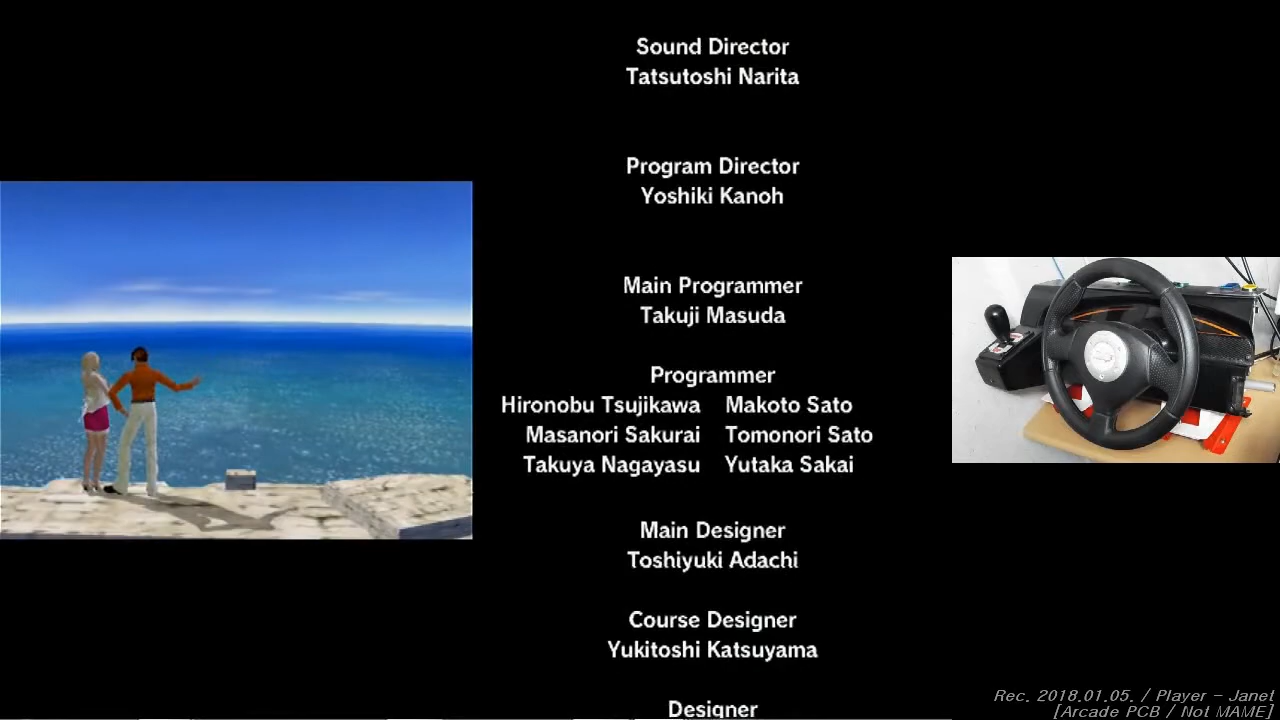 Sound Director
Tatsutoshi Narita
Program Director
Yoshiki Kanoh
Main Programmer
Takuji Masuda
Programmer
Hironobu Tsujikawa Makoto Sato
Masanori Sakurai Tomonori Sato
Takuya Nagayasu Yutaka Sakai
Main Designer
Toshiyuki Adachi
Course Designer
Yukitoshi Katsuyama
Designer
Rec. 2018.01.05. / Player - Janet
[Arcade PCB / Not MAME]